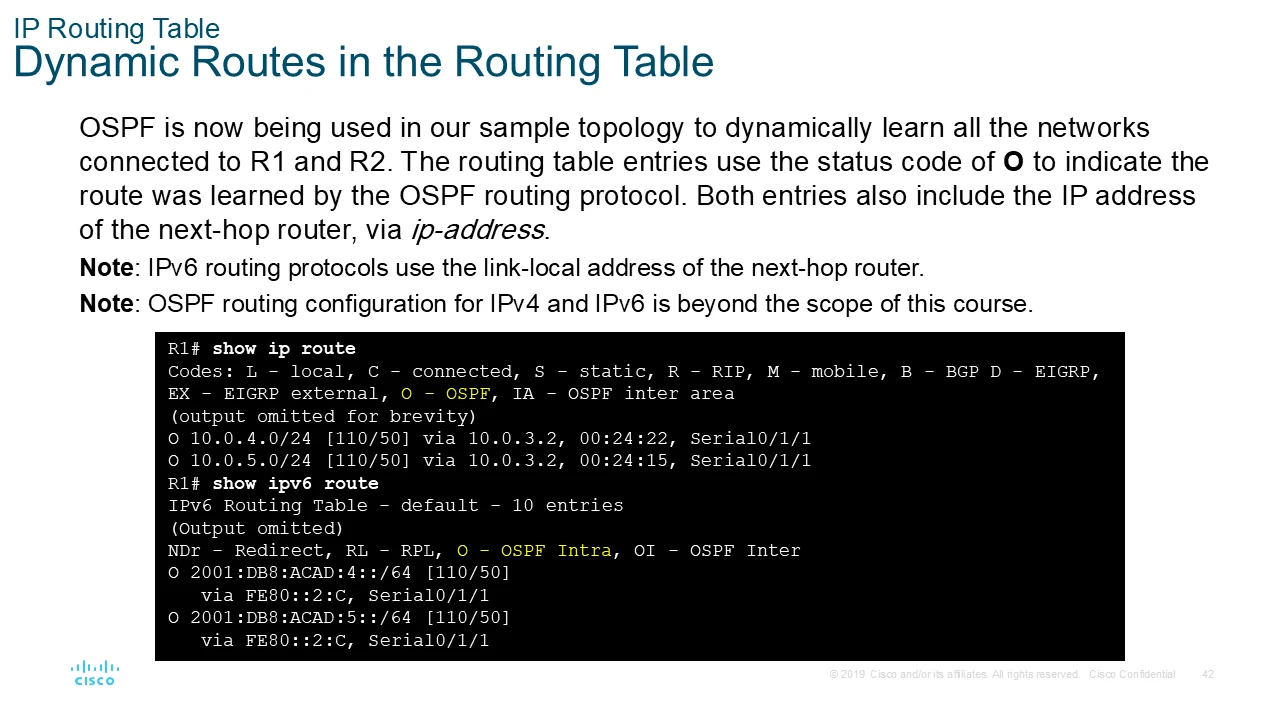 IP Routing Table
Dynamic Routes in the Routing Table
OSPF is now being used in our sample topology to dynamically learn all the networks
connected to R1 and R2. The routing table entries use the status code of O to indicate the
route was learned by the OSPF routing protocol. Both entries also include the IP address
of the next-hop router, via ip-address.
Note: IPv6 routing protocols use the link-local address of the next-hop router.
Note: OSPF routing configuration for IPv4 and IPv6 is beyond the scope of this course.
R1# show ip route
Codes: L - local, C - connected, S - static, R - RIP, M - mobile, B - BGP D - EIGRP,
EX - EIGRP external, O - OSPF, IA - OSPF inter area
(output omitted for brevity)
O 10.0.4.0/24 [110/50] via 10.0.3.2, 00:24:22, Serial0/1/1
O 10.0.5.0/24 [110/50] via 10.0.3.2, 00:24:15, Serial0/1/1
R1# show ipv6 route
IPv6 Routing Table - default - 10 entries
(Output omitted)
NDr - Redirect, RL - RPL, O - OSPF Intra, OI - OSPF Inter
O 2001:DB8:ACAD:4::/64 [110/50]
via FE80::2:C, Serial0/1/1
O 2001:DB8:ACAD:5::/64 [110/50]
via FE80::2:C, Serial0/1/1
CISCO
© 2019 Cisco and/or its affiliates. All rights reserved. Cisco Confidential 42